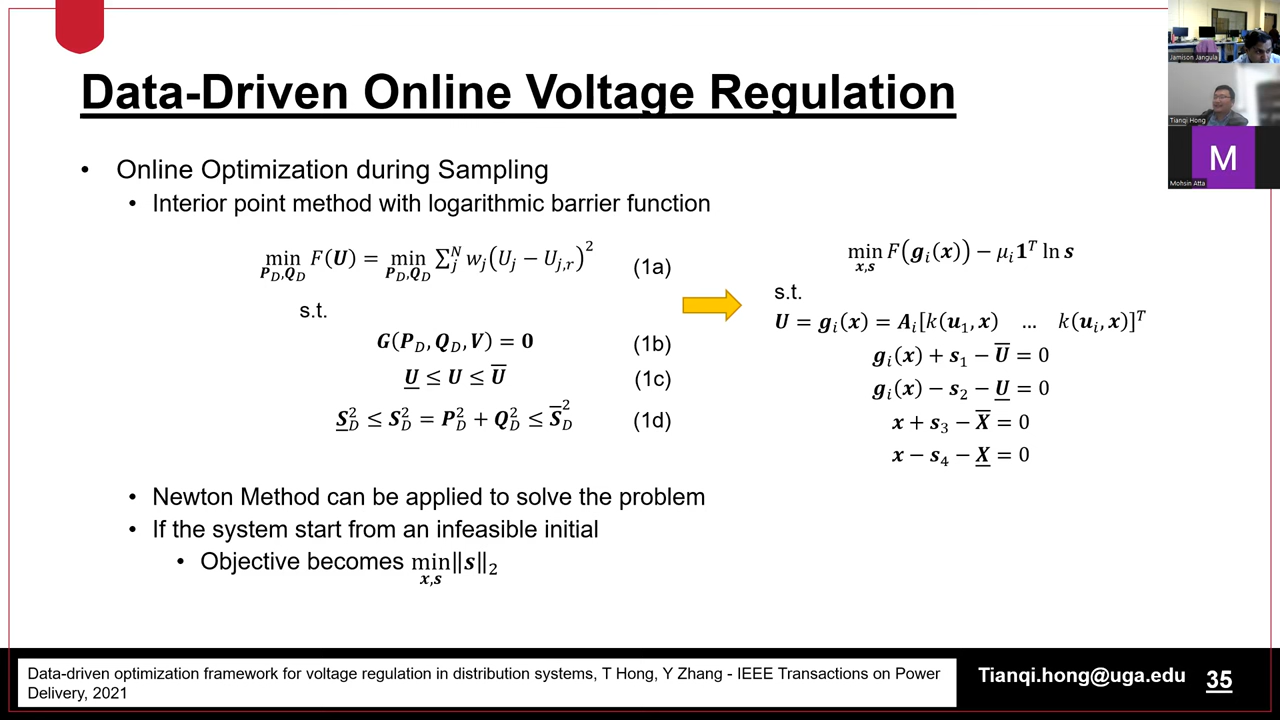 Data-Driven Online Voltage Regulation
• Online Optimization during Sampling
• Interior point method with logarithmic barrier function
min_{P_D,Q_D} F(U) = min_{P_D,Q_D} ∑_j^N w_j(U_j − U_{j,r})^2 (1a)
s.t.
G(P_D, Q_D, V) = 0 (1b)
U̲ ≤ U ≤ U̅ (1c)
S̲_D^2 ≤ S_D^2 = P_D^2 + Q_D^2 ≤ S̅_D^2 (1d)
min_{x,s} F(g_i(x)) − μ_i 1^T ln s
s.t.
U = g_i(x) = A_i[k(u_1, x) … k(u_i, x)]^T
g_i(x) + s_1 − U̅ = 0
g_i(x) − s_2 − U̲ = 0
x + s_3 − X̅ = 0
x − s_4 − X̲ = 0
• Newton Method can be applied to solve the problem
• If the system start from an infeasible initial
• Objective becomes min_{x,s} ||s||_2
Data-driven optimization framework for voltage regulation in distribution systems, T Hong, Y Zhang - IEEE Transactions on Power
Delivery, 2021
Tianqi.hong@uga.edu 35
Jamison Jangula
Tianqi Hong
M
Mohsin Atta